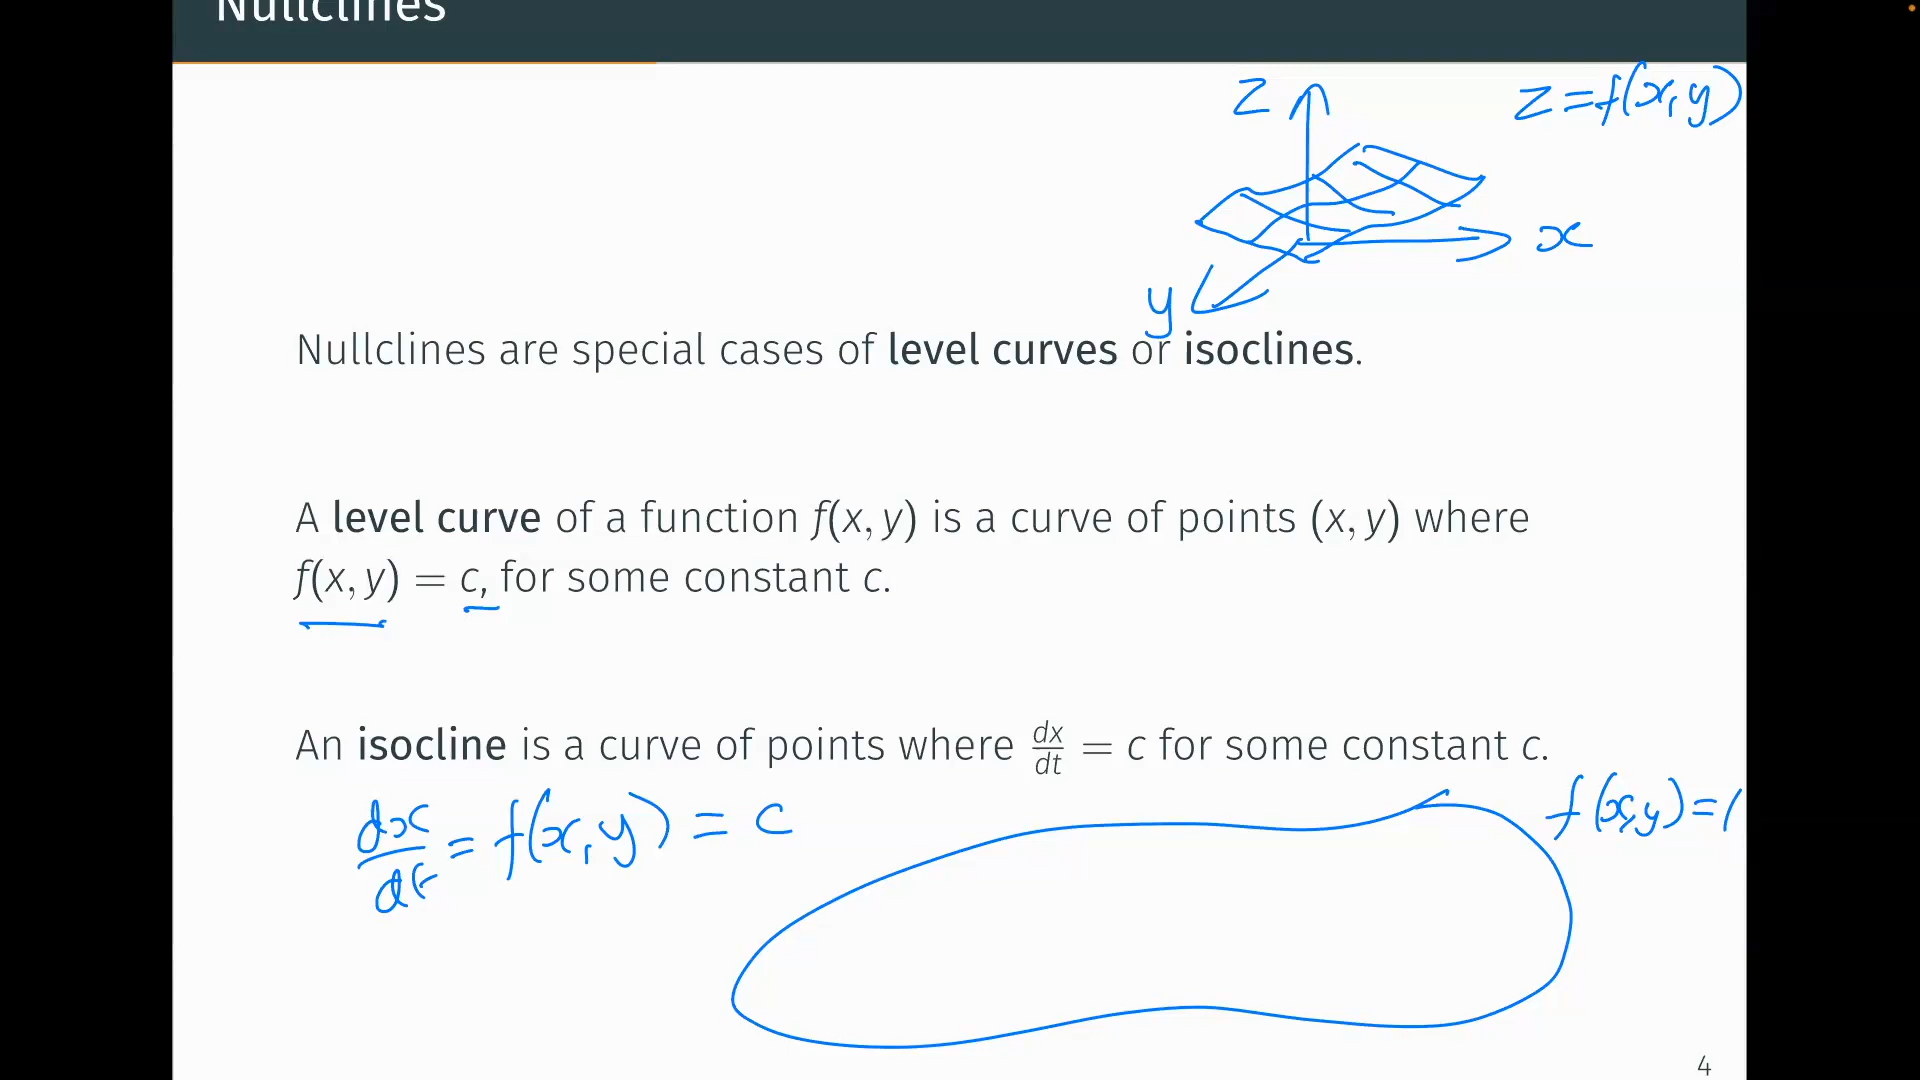 Nullclines
z z=f(x,y)
x
y
Nullclines are special cases of level curves or isoclines.
A level curve of a function f(x, y) is a curve of points (x, y) where
f(x, y) = c, for some constant c.
An isocline is a curve of points where dx/dt = c for some constant c.
dx/dt = f(x,y) = c
f(x,y)=1
4